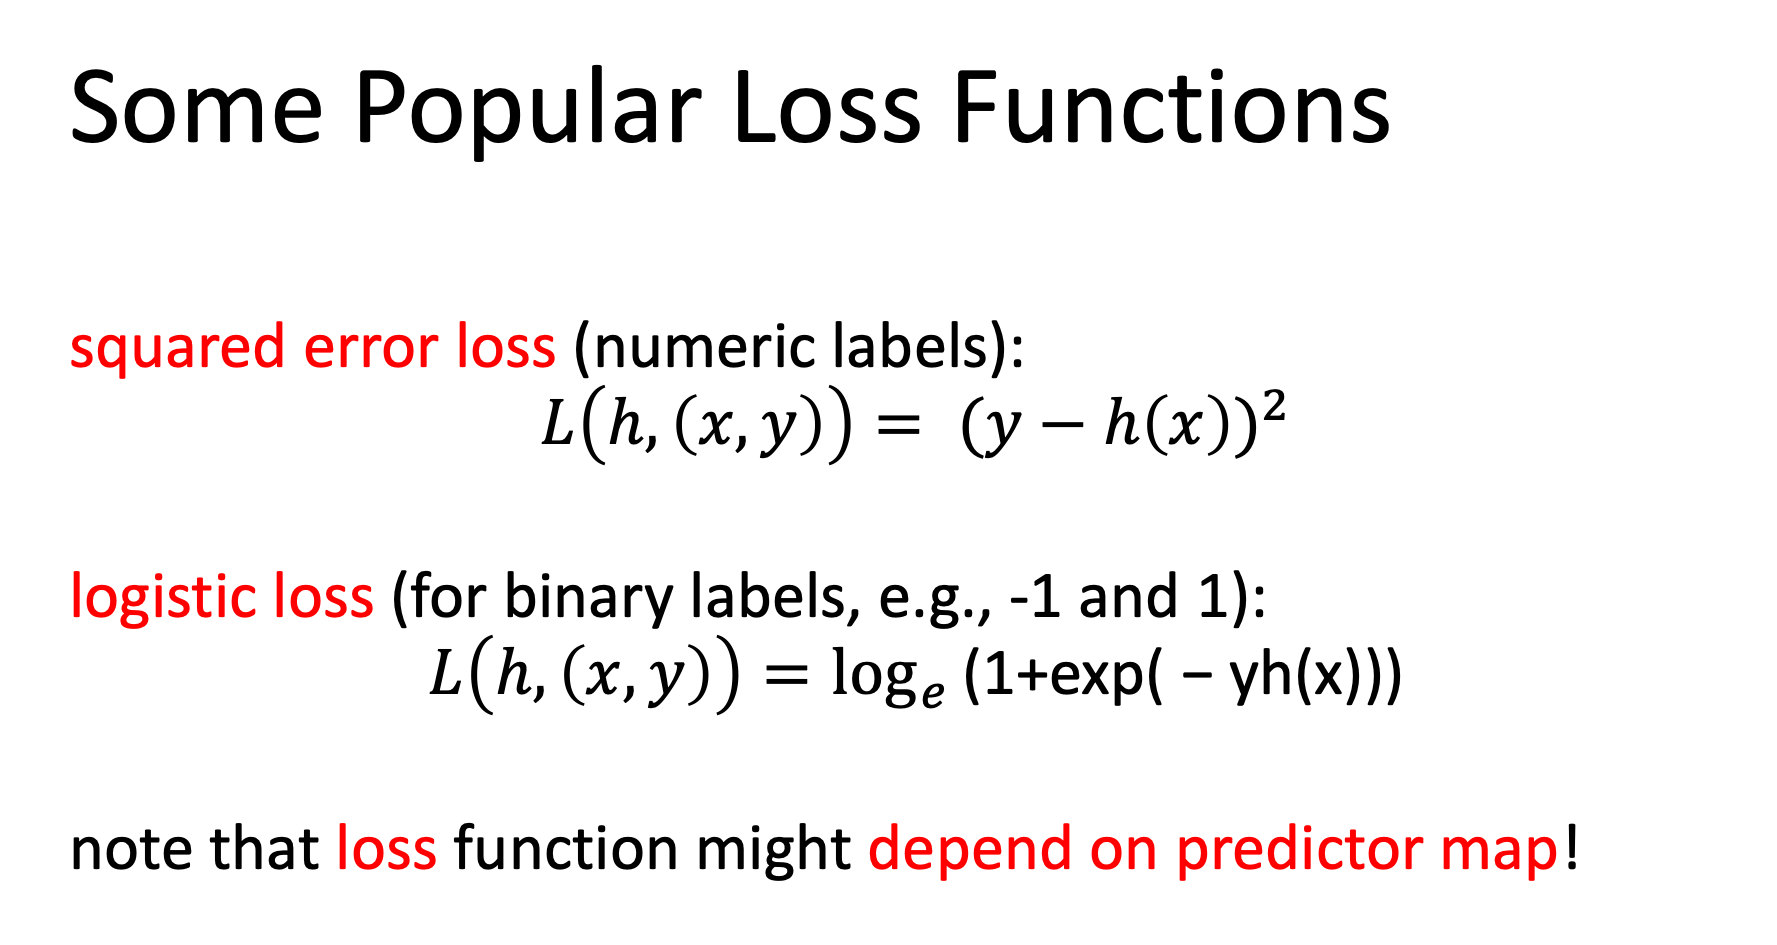 Some Popular Loss Functions
squared error loss (numeric labels):
L(h, (x, y)) = (y − h(x))²
logistic loss (for binary labels, e.g., -1 and 1):
L(h, (x, y)) = logₑ (1+exp( − yh(x)))
note that loss function might depend on predictor map!